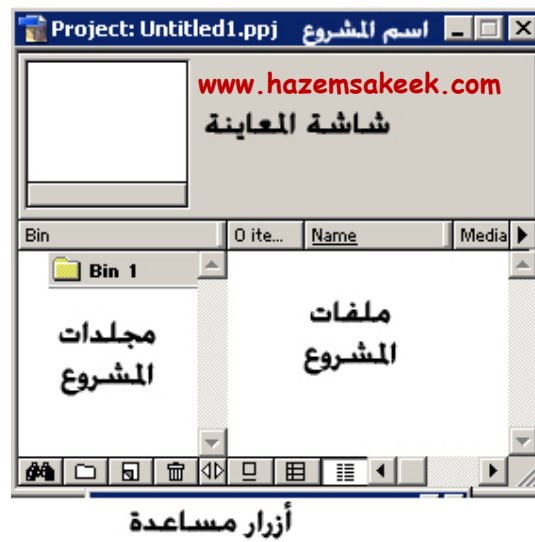 Project: Untitled1.ppj اسم المشروع
www.hazemsakeek.com
شاشة المعاينة
Bin 0 ite... Name Media
Bin 1
مجلدات
المشروع
ملفات
المشروع
أزرار مساعدة